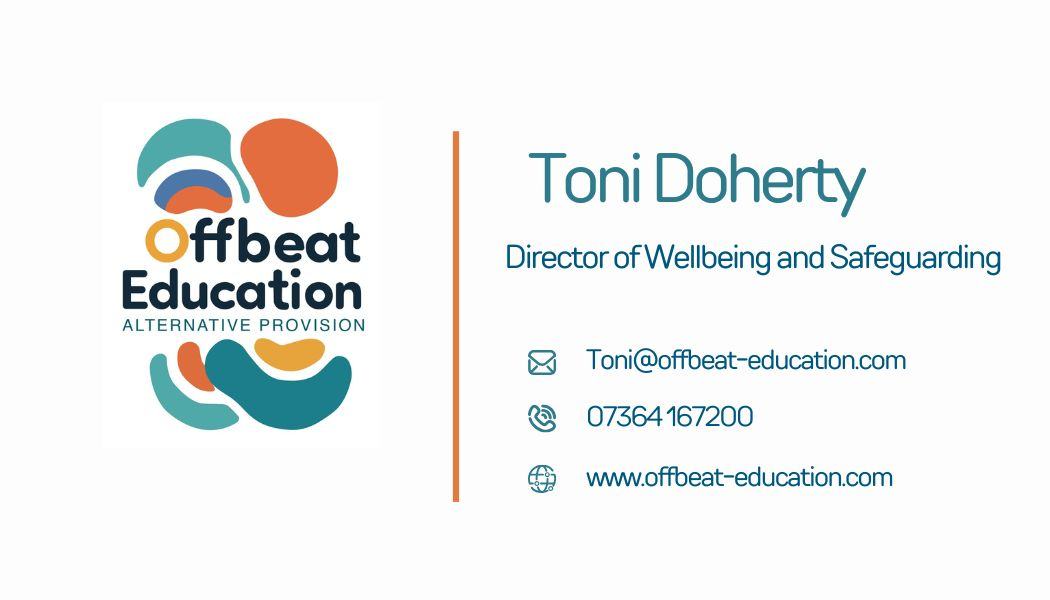 Offbeat
Education
ALTERNATIVE PROVISION
Toni Doherty
Director of Wellbeing and Safeguarding
Toni@offbeat-education.com
07364 167200
www.offbeat-education.com